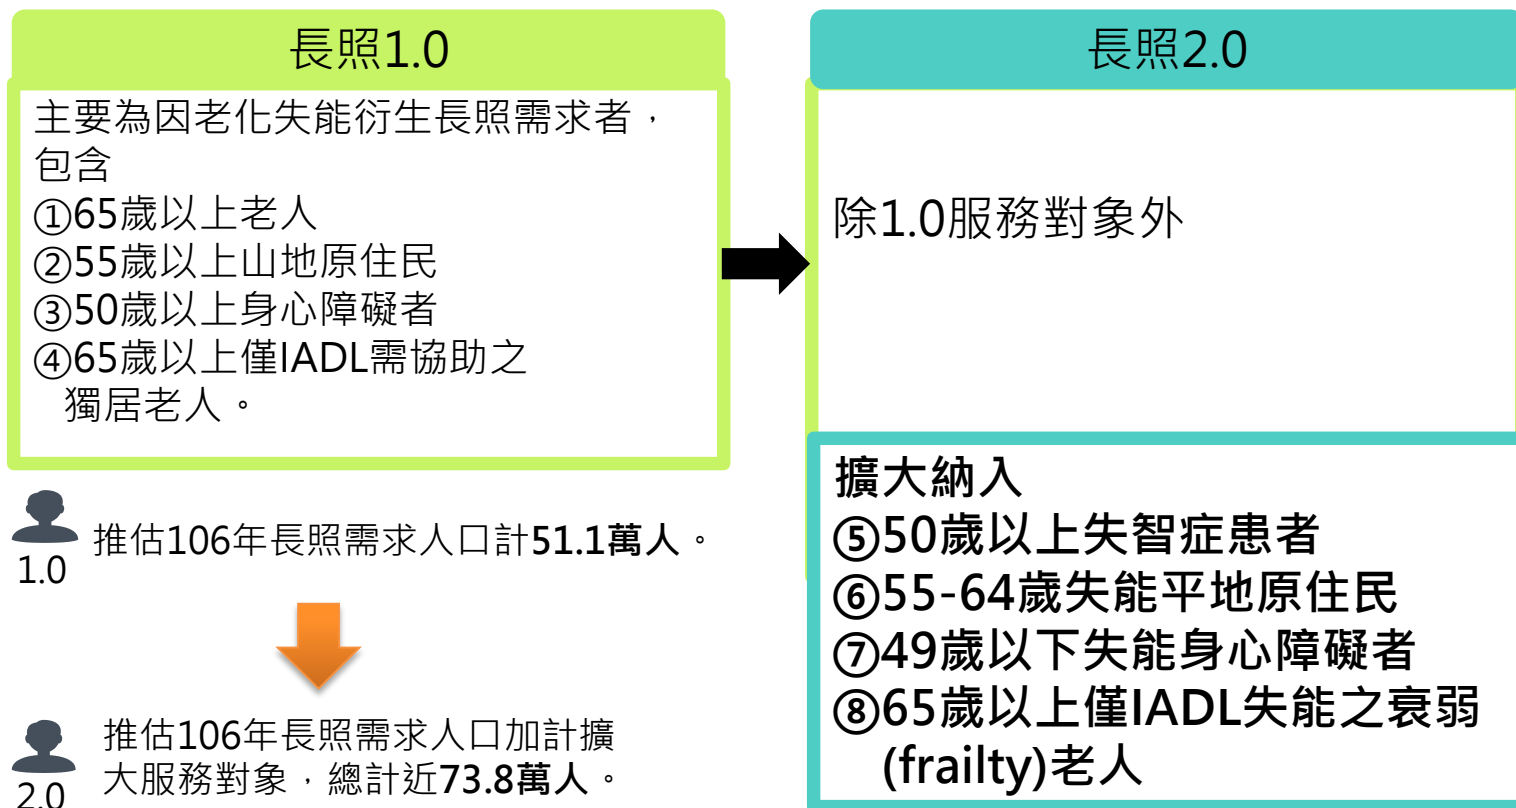 長照1.0
主要為因老化失能衍生長照需求者，
包含
①65歲以上老人
②55歲以上山地原住民
③50歲以上身心障礙者
④65歲以上僅IADL需協助之
獨居老人。
1.0
推估106年長照需求人口計51.1萬人。
2.0
推估106年長照需求人口加計擴
大服務對象，總計近73.8萬人。
長照2.0
除1.0服務對象外
擴大納入
⑤50歲以上失智症患者
⑥55-64歲失能平地原住民
⑦49歲以下失能身心障礙者
⑧65歲以上僅IADL失能之衰弱
(frailty)老人